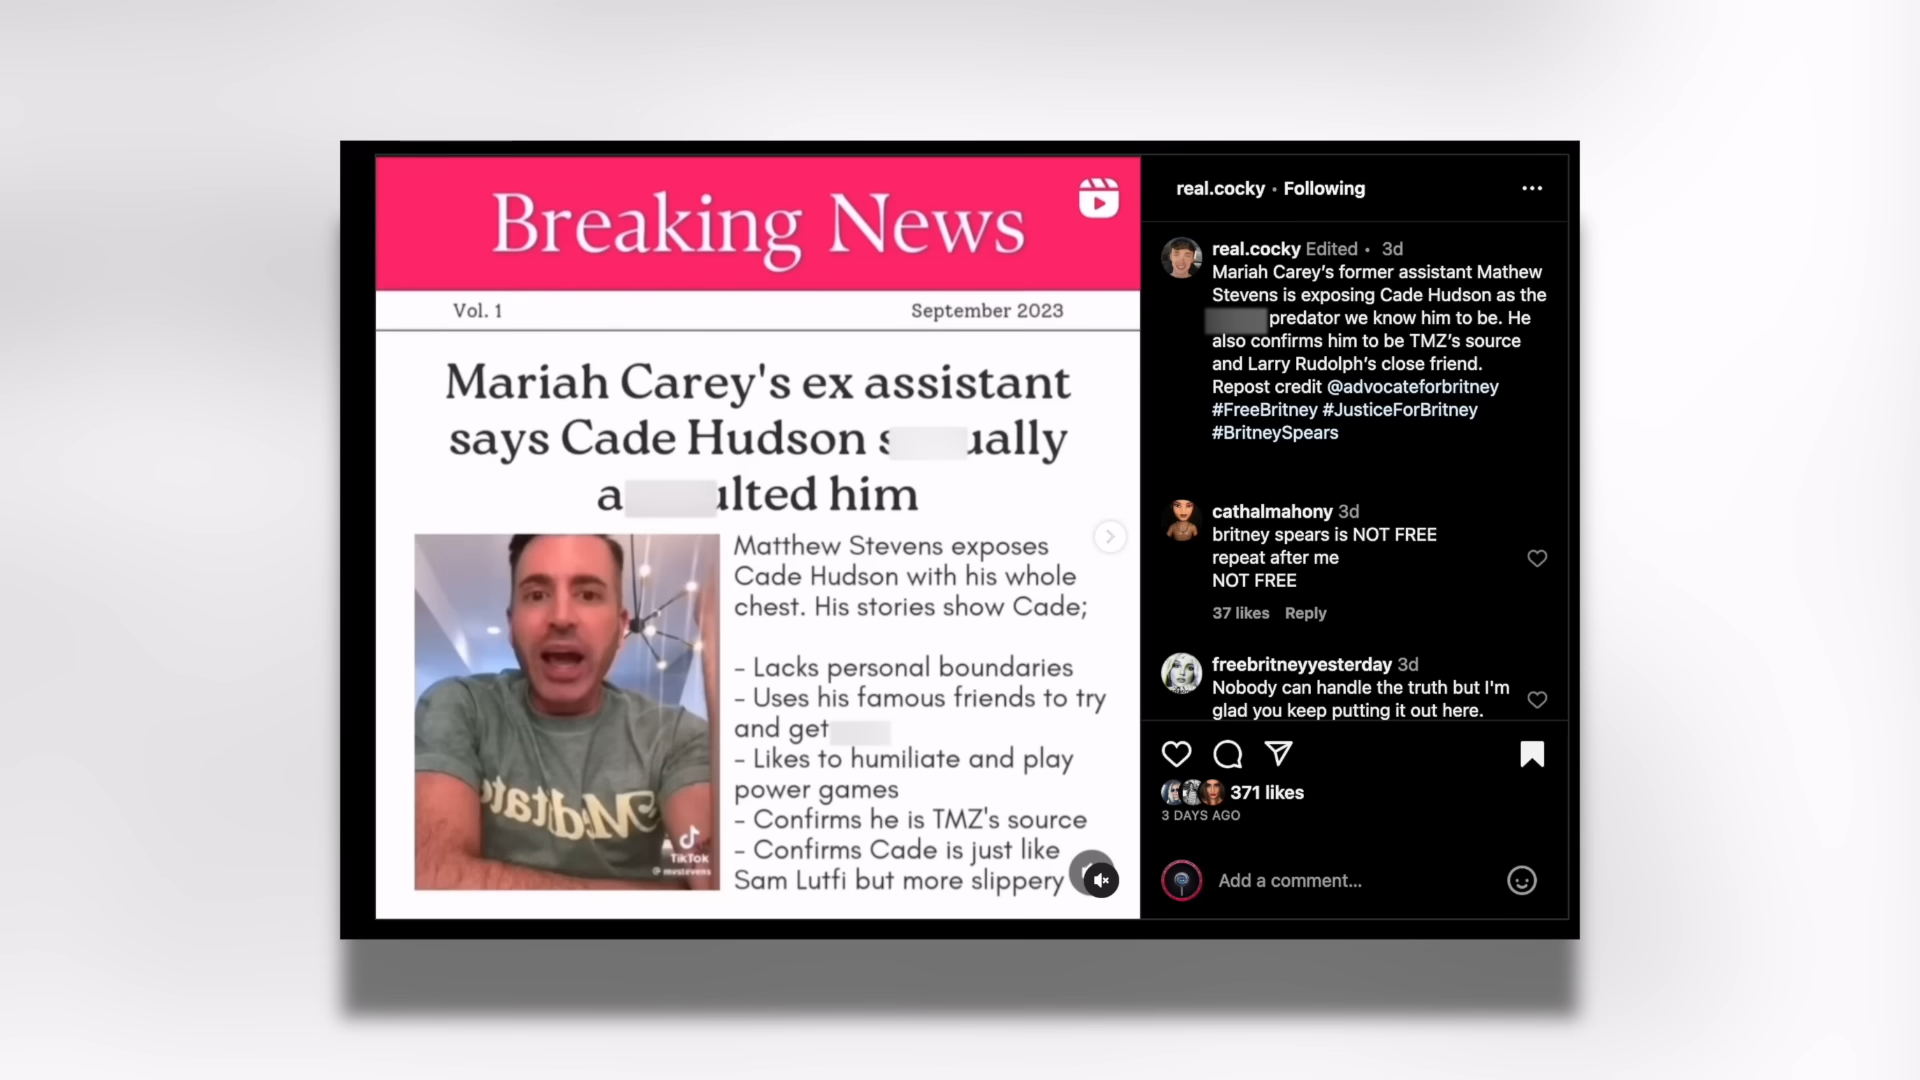 Breaking News
Vol. 1
September 2023
Mariah Carey's ex assistant
says Cade Hudson s ually
a ulted him
Matthew Stevens exposes
Cade Hudson with his whole
chest. His stories show Cade;
- Lacks personal boundaries
- Uses his famous friends to try
and get
- Likes to humiliate and play
power games
- Confirms he is TMZ's source
- Confirms Cade is just like
Sam Lutfi but more slippery
Meditate
TikTok
@ mvstevens
real.cocky • Following
real.cocky Edited • 3d
Mariah Carey's former assistant Mathew
Stevens is exposing Cade Hudson as the
predator we know him to be. He
also confirms him to be TMZ's source
and Larry Rudolph's close friend.
Repost credit @advocateforbritney
#FreeBritney #JusticeForBritney
#BritneySpears
cathalmahony 3d
britney spears is NOT FREE
repeat after me
NOT FREE
37 likes Reply
freebritneyyesterday 3d
Nobody can handle the truth but I'm
glad you keep putting it out here.
371 likes
3 DAYS AGO
Add a comment...